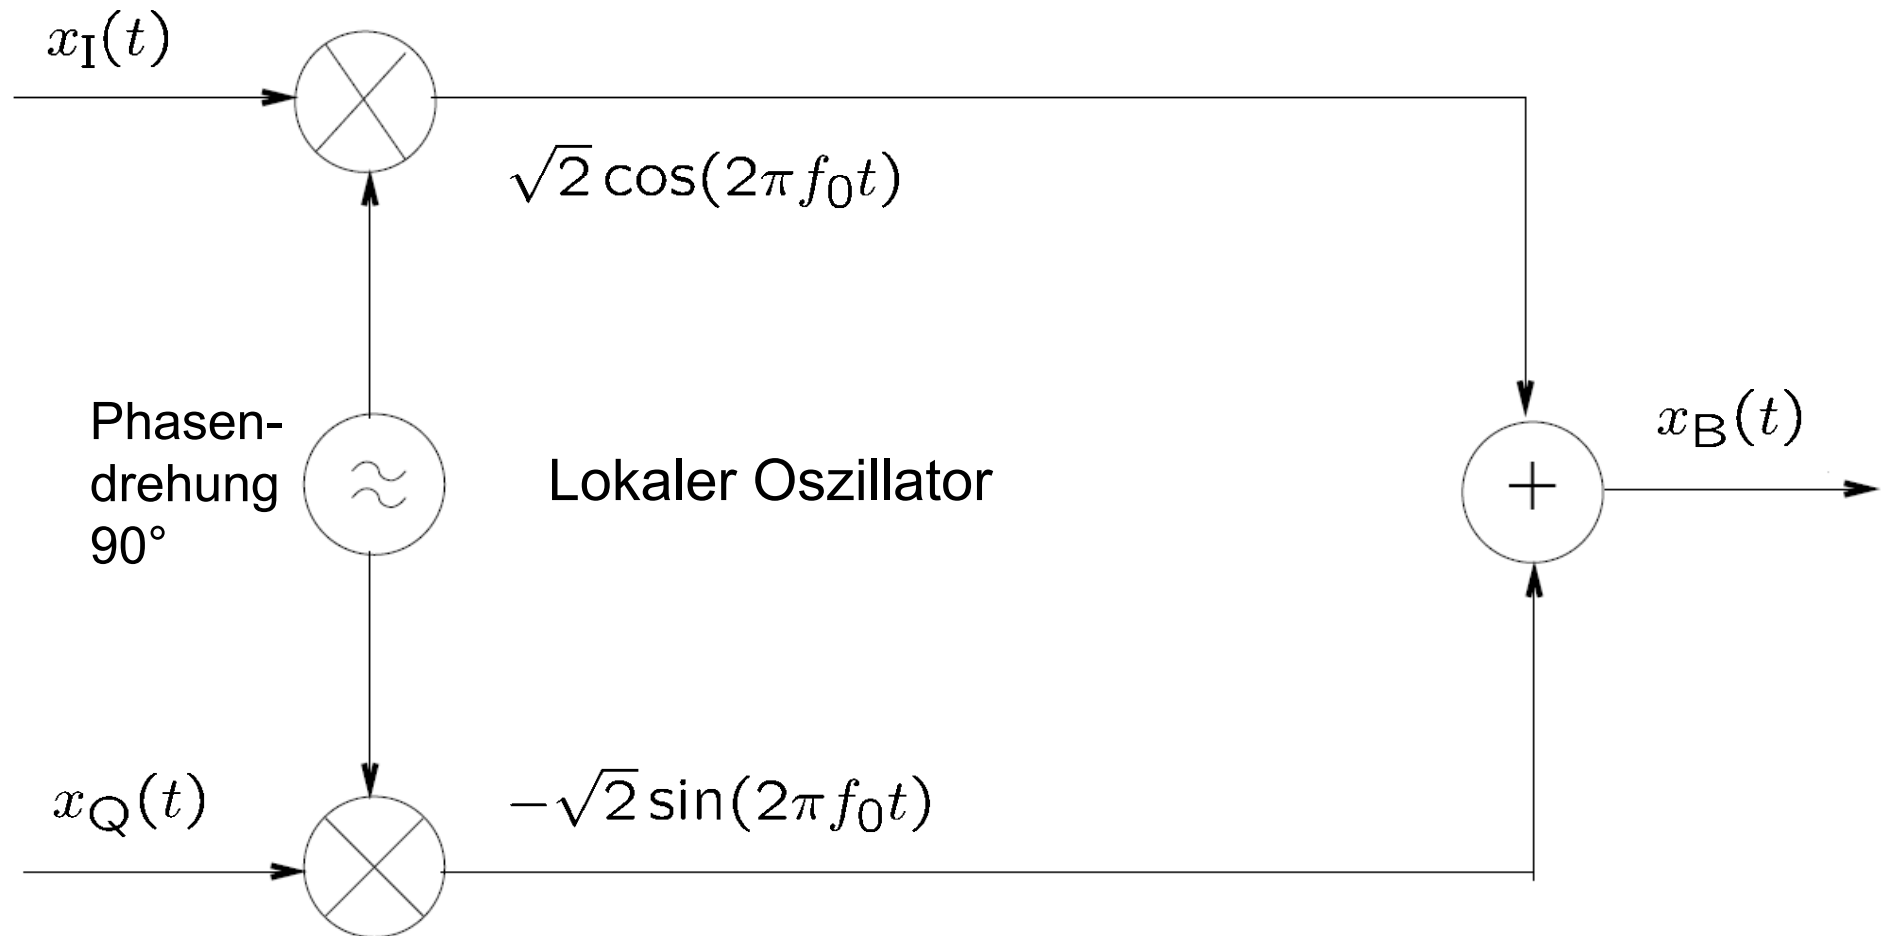 x_I(t)
√2 cos(2πf_0t)
Phasen-
drehung
90°
Lokaler Oszillator
+
x_B(t)
x_Q(t)
−√2 sin(2πf_0t)